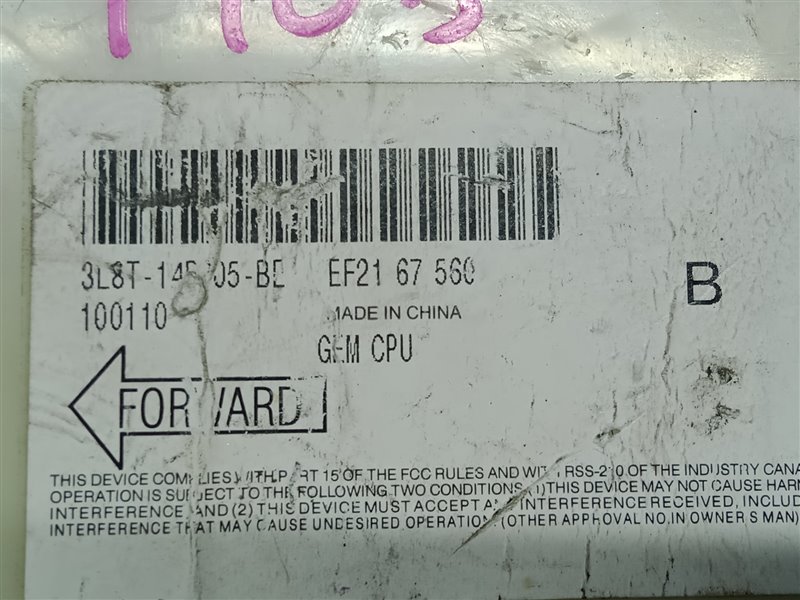 EF21 67 560
100110
MADE IN CHINA
B
GEM CPU
FORWARD
THIS DEVICE COMPLIES WITH PART 15 OF THE FCC RULES AND WITH RSS-210 OF THE INDUSTRY CANA
OPERATION IS SUBJECT TO THE FOLLOWING TWO CONDITIONS (1)THIS DEVICE MAY NOT CAUSE HARM
INTERFERENCE AND (2) THIS DEVICE MUST ACCEPT ANY INTERFERENCE RECEIVED, INCLUD
INTERFERENCE THAT MAY CAUSE UNDESIRED OPERATION (OTHER APPROVAL NO.IN OWNER S MAN)